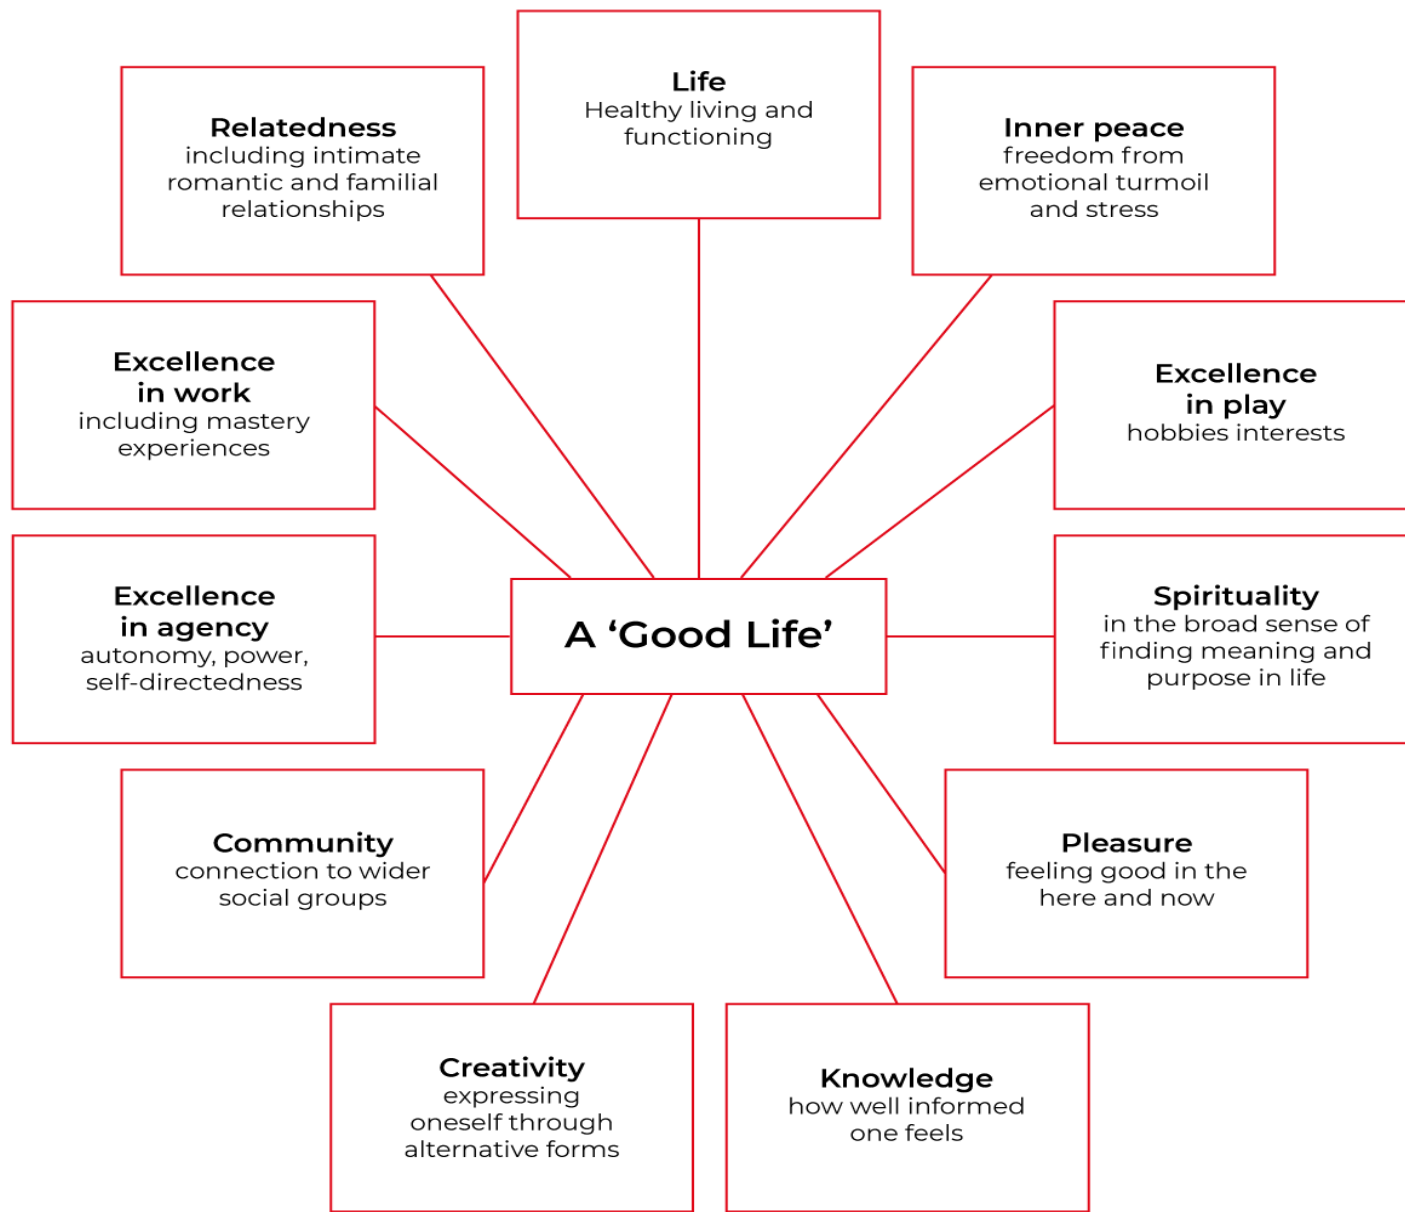 Life
Healthy living and
functioning
Relatedness
including intimate
romantic and familial
relationships
Inner peace
freedom from
emotional turmoil
and stress
Excellence
in work
including mastery
experiences
Excellence
in play
hobbies interests
Excellence
in agency
autonomy, power,
self-directedness
A ‘Good Life’
Spirituality
in the broad sense of
finding meaning and
purpose in life
Community
connection to wider
social groups
Pleasure
feeling good in the
here and now
Creativity
expressing
oneself through
alternative forms
Knowledge
how well informed
one feels